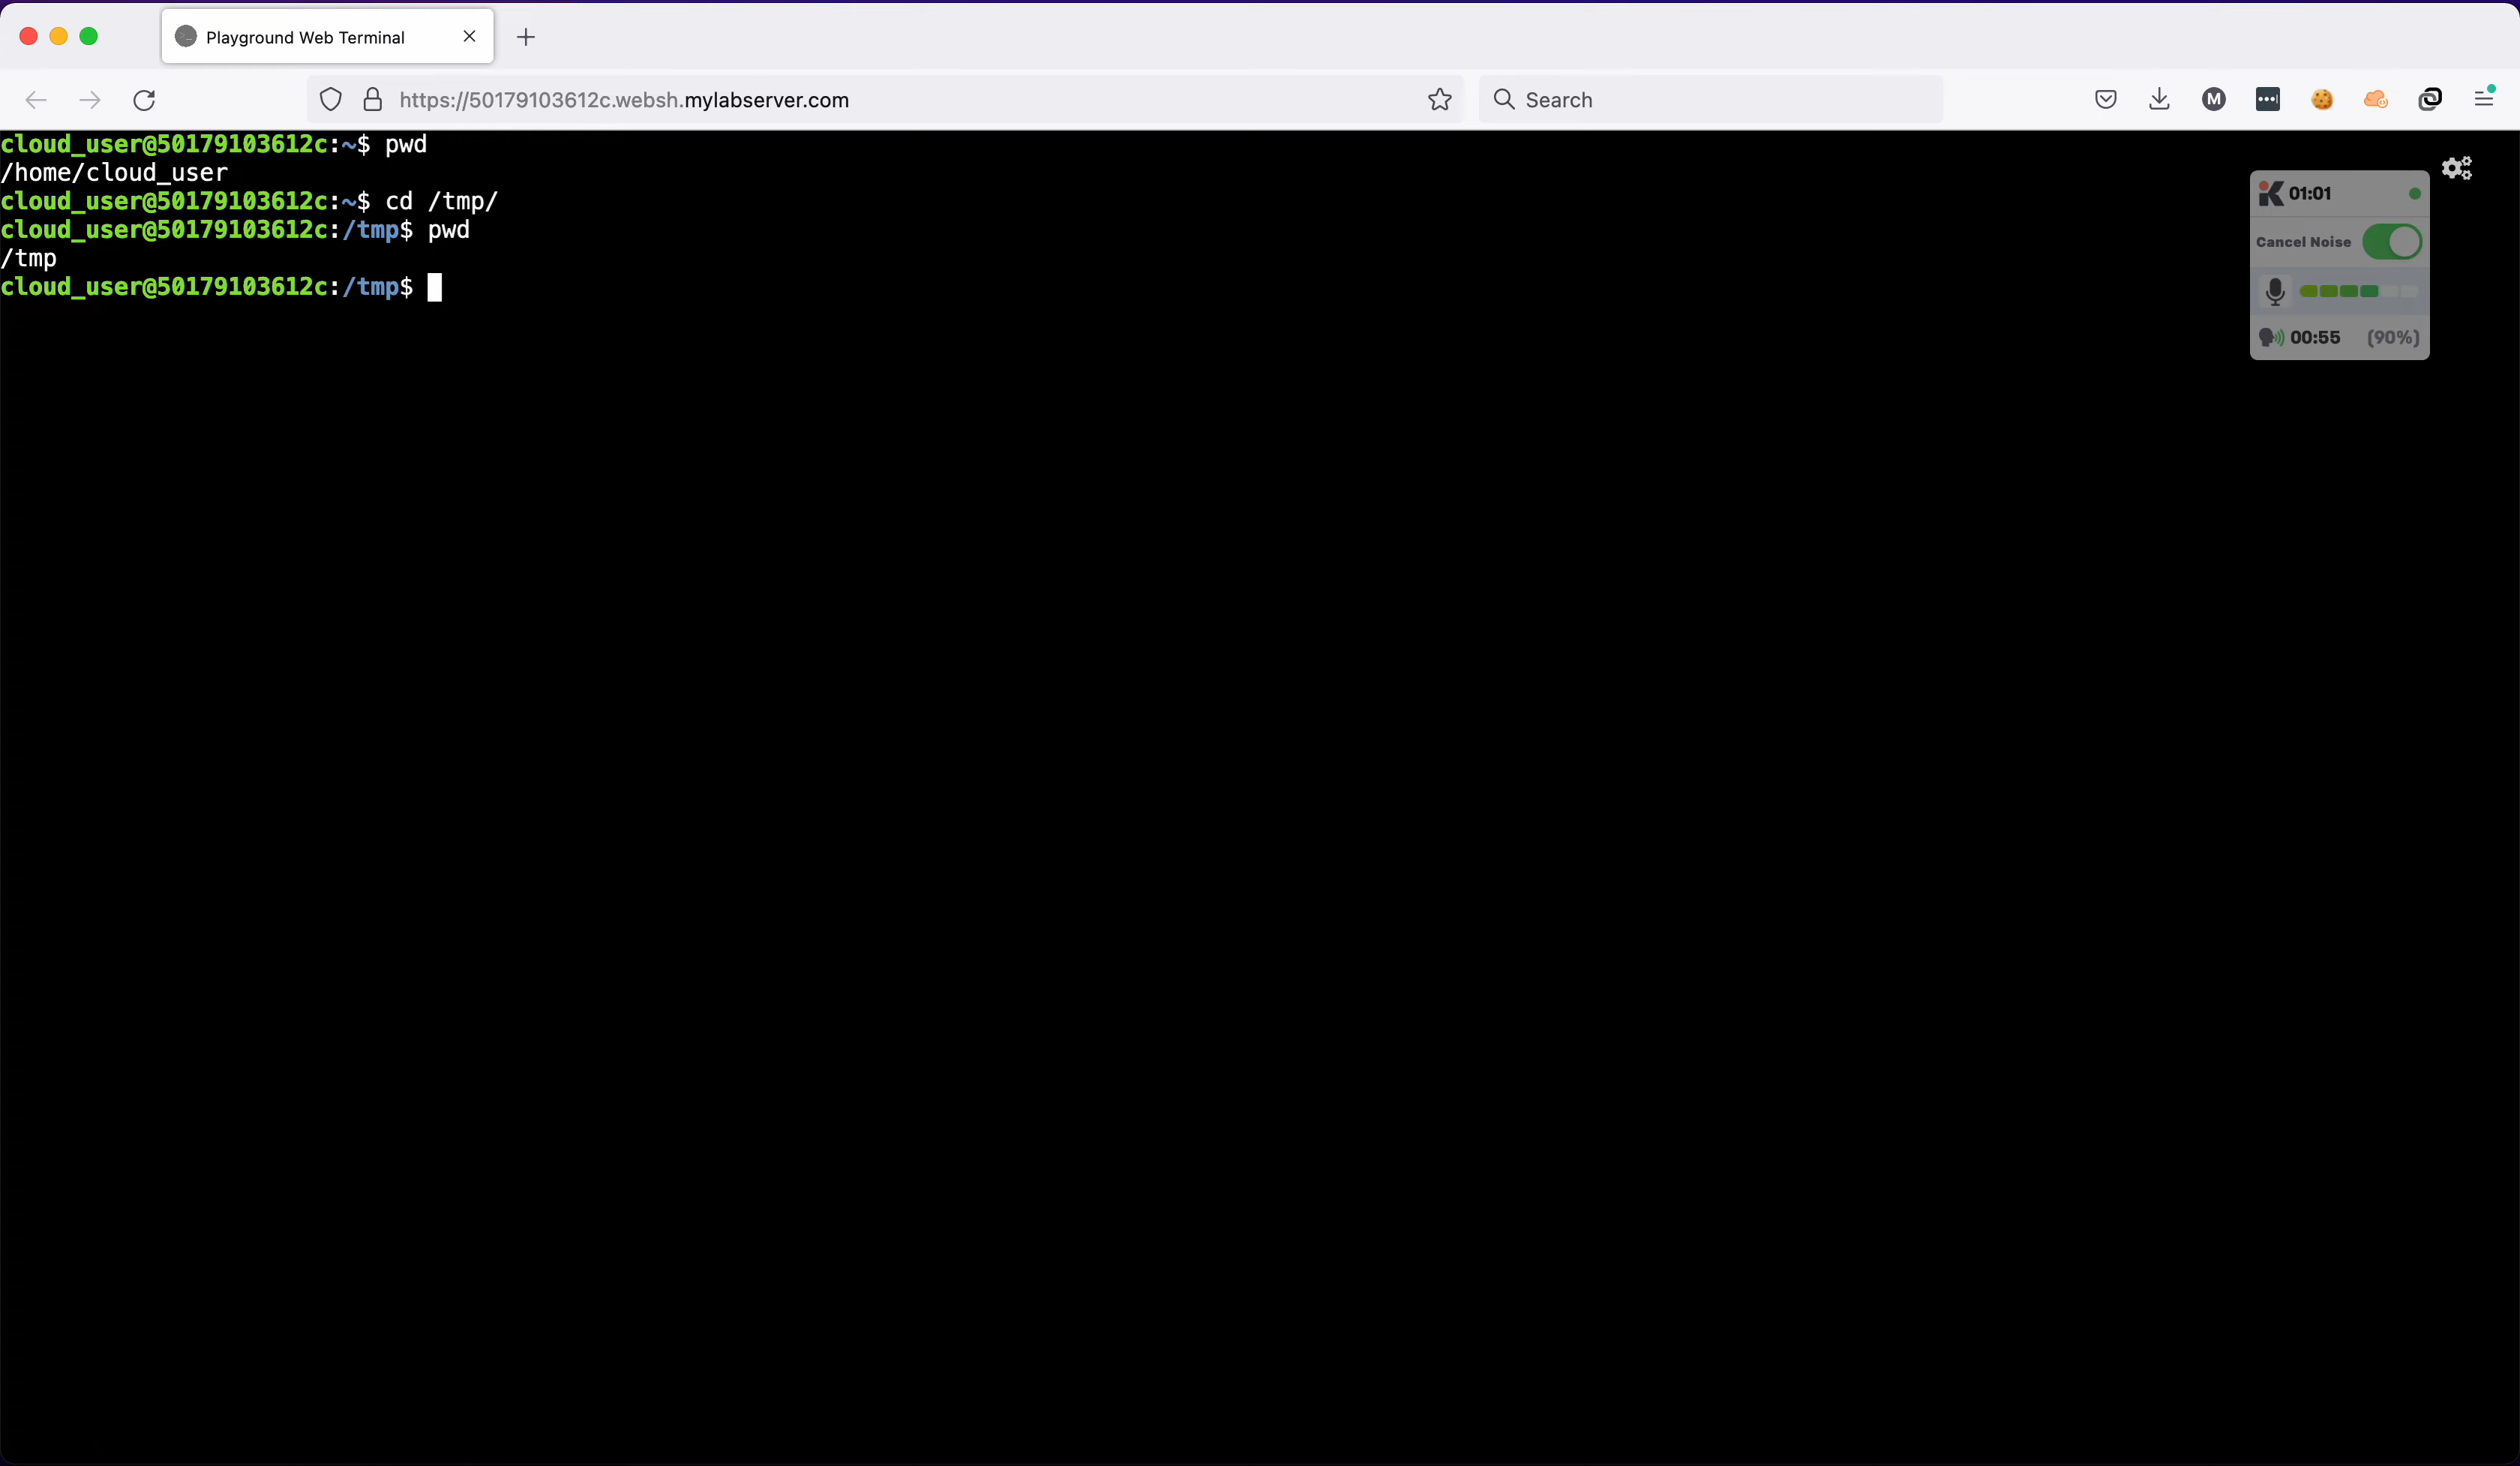 Playground Web Terminal
https://50179103612c.websh.mylabserver.com
Search
M
cloud_user@50179103612c:~$ pwd
/home/cloud_user
cloud_user@50179103612c:~$ cd /tmp/
cloud_user@50179103612c:/tmp$ pwd
/tmp
cloud_user@50179103612c:/tmp$
01:01
Cancel Noise
00:55 (90%)